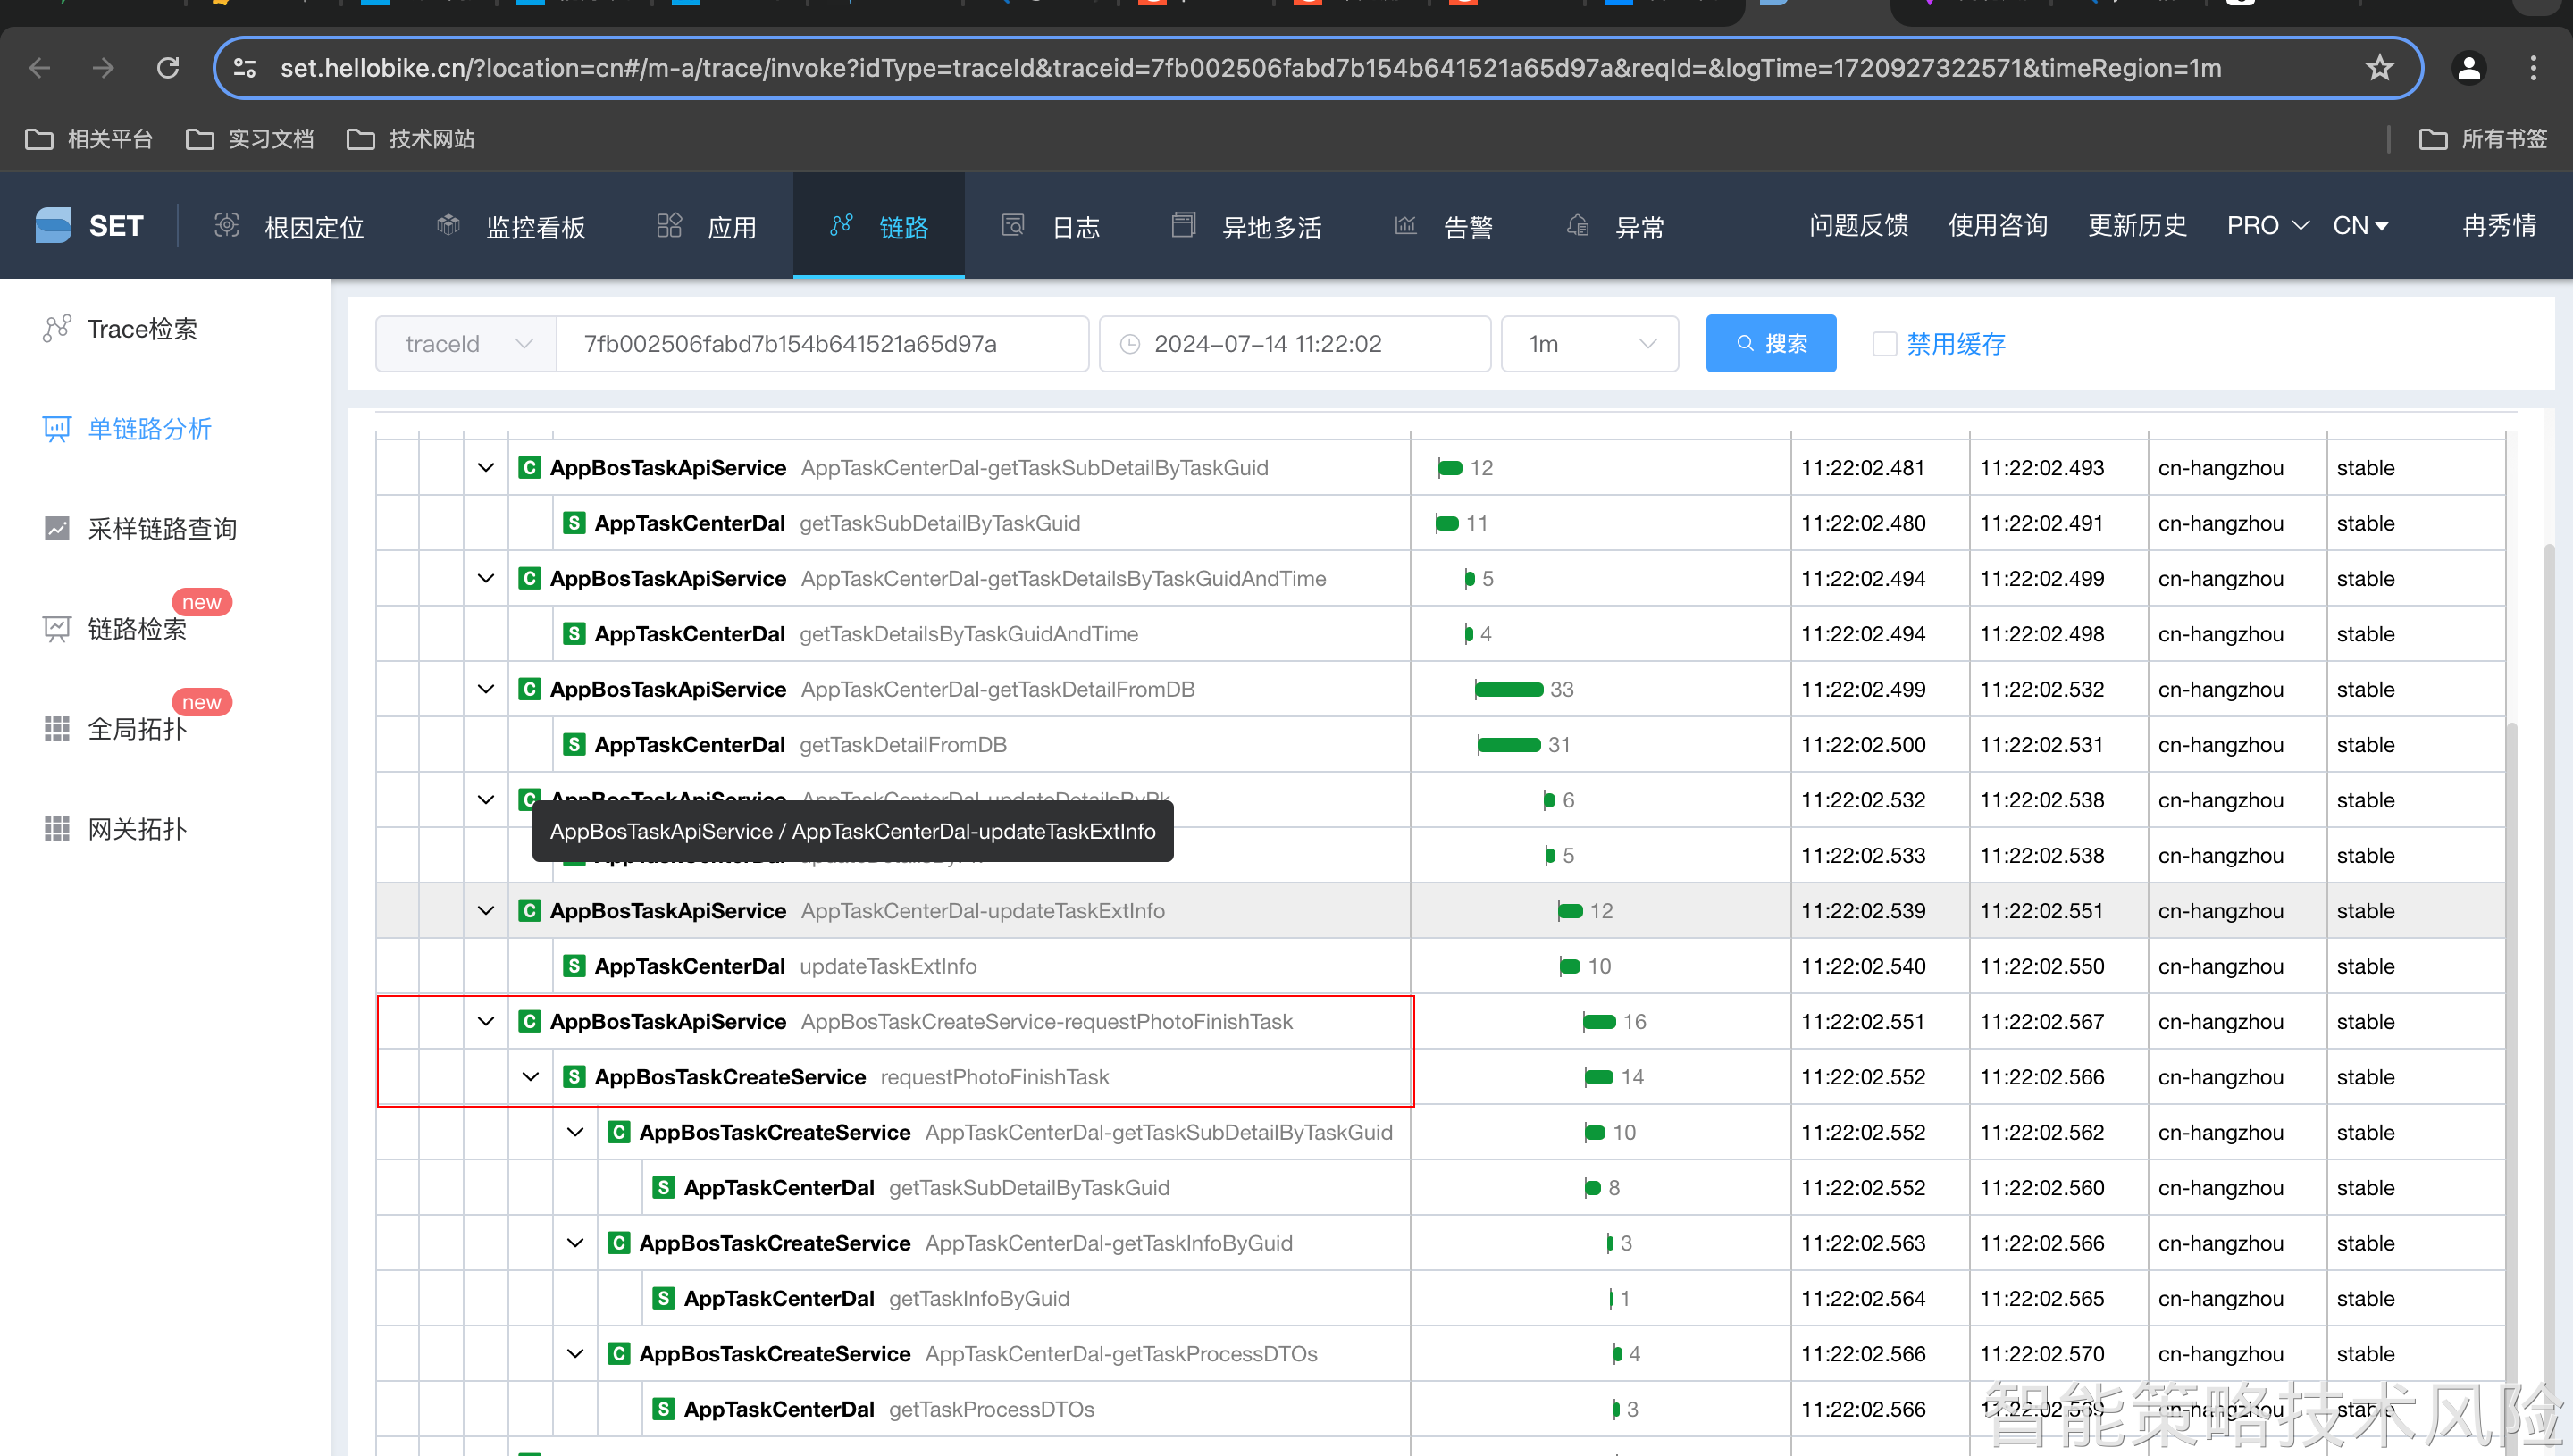 set.hellobike.cn/?location=cn#/m-a/trace/invoke?idType=traceId&traceid=7fb002506fabd7b154b641521a65d97a&reqId=&logTime=1720927322571&timeRegion=1m
相关平台 实习文档 技术网站 所有书签
SET 根因定位 监控看板 应用 链路 日志 异地多活 告警 异常 问题反馈 使用咨询 更新历史 PRO CN 冉秀情
Trace检索
单链路分析
采样链路查询
new
链路检索
new
全局拓扑
网关拓扑
traceId 7fb002506fabd7b154b641521a65d97a 2024-07-14 11:22:02 1m 搜索 禁用缓存
C AppBosTaskApiService AppTaskCenterDal-getTaskSubDetailByTaskGuid 12 11:22:02.481 11:22:02.493 cn-hangzhou stable
S AppTaskCenterDal getTaskSubDetailByTaskGuid 11 11:22:02.480 11:22:02.491 cn-hangzhou stable
C AppBosTaskApiService AppTaskCenterDal-getTaskDetailsByTaskGuidAndTime 5 11:22:02.494 11:22:02.499 cn-hangzhou stable
S AppTaskCenterDal getTaskDetailsByTaskGuidAndTime 4 11:22:02.494 11:22:02.498 cn-hangzhou stable
C AppBosTaskApiService AppTaskCenterDal-getTaskDetailFromDB 33 11:22:02.499 11:22:02.532 cn-hangzhou stable
S AppTaskCenterDal getTaskDetailFromDB 31 11:22:02.500 11:22:02.531 cn-hangzhou stable
C AppBosTaskApiService AppTaskCenterDal-updateDetailsByPk 6 11:22:02.532 11:22:02.538 cn-hangzhou stable
AppBosTaskApiService / AppTaskCenterDal-updateTaskExtInfo
5 11:22:02.533 11:22:02.538 cn-hangzhou stable
C AppBosTaskApiService AppTaskCenterDal-updateTaskExtInfo 12 11:22:02.539 11:22:02.551 cn-hangzhou stable
S AppTaskCenterDal updateTaskExtInfo 10 11:22:02.540 11:22:02.550 cn-hangzhou stable
C AppBosTaskApiService AppBosTaskCreateService-requestPhotoFinishTask 16 11:22:02.551 11:22:02.567 cn-hangzhou stable
S AppBosTaskCreateService requestPhotoFinishTask 14 11:22:02.552 11:22:02.566 cn-hangzhou stable
C AppBosTaskCreateService AppTaskCenterDal-getTaskSubDetailByTaskGuid 10 11:22:02.552 11:22:02.562 cn-hangzhou stable
S AppTaskCenterDal getTaskSubDetailByTaskGuid 8 11:22:02.552 11:22:02.560 cn-hangzhou stable
C AppBosTaskCreateService AppTaskCenterDal-getTaskInfoByGuid 3 11:22:02.563 11:22:02.566 cn-hangzhou stable
S AppTaskCenterDal getTaskInfoByGuid 1 11:22:02.564 11:22:02.565 cn-hangzhou stable
C AppBosTaskCreateService AppTaskCenterDal-getTaskProcessDTOs 4 11:22:02.566 11:22:02.570 cn-hangzhou stable
S AppTaskCenterDal getTaskProcessDTOs 3 11:22:02.566 11:22:02.569 cn-hangzhou stable
智能策略技术风险